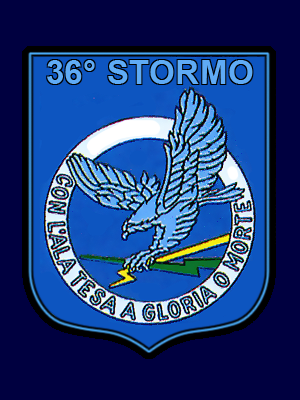 36° STORMO
CON L'ALA TESA A GLORIA O MORTE